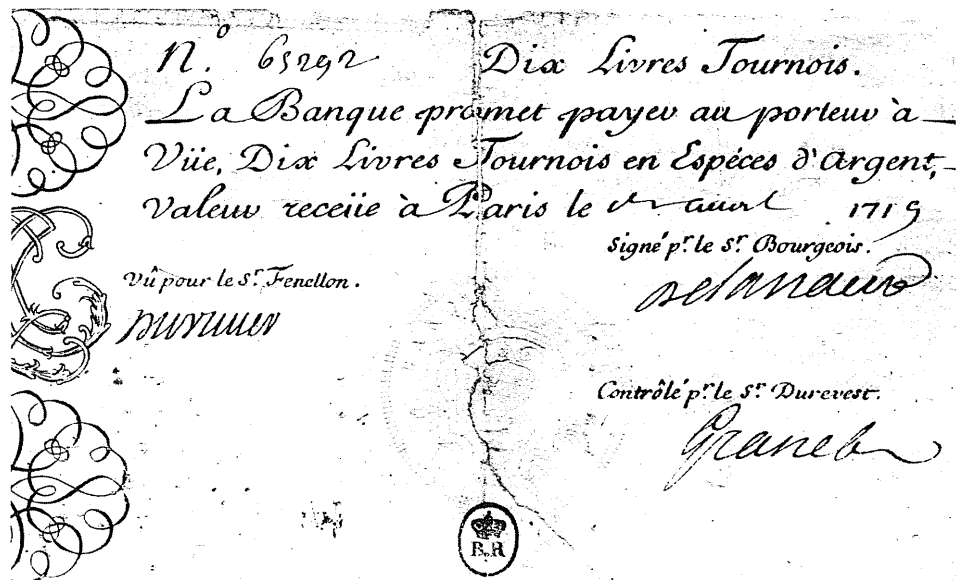 N.º 65292 Dix Livres Tournois.
La Banque promet payer au porteur à
Vüe, Dix Livres Tournois en Espéces d'Argent,
valeur receüe à Paris le avril 1719
Signé p.r le S.r Bourgeois.
Vû pour le S.r Fenellon.
Contrôlé p.r le S.r Durevest.
B.R